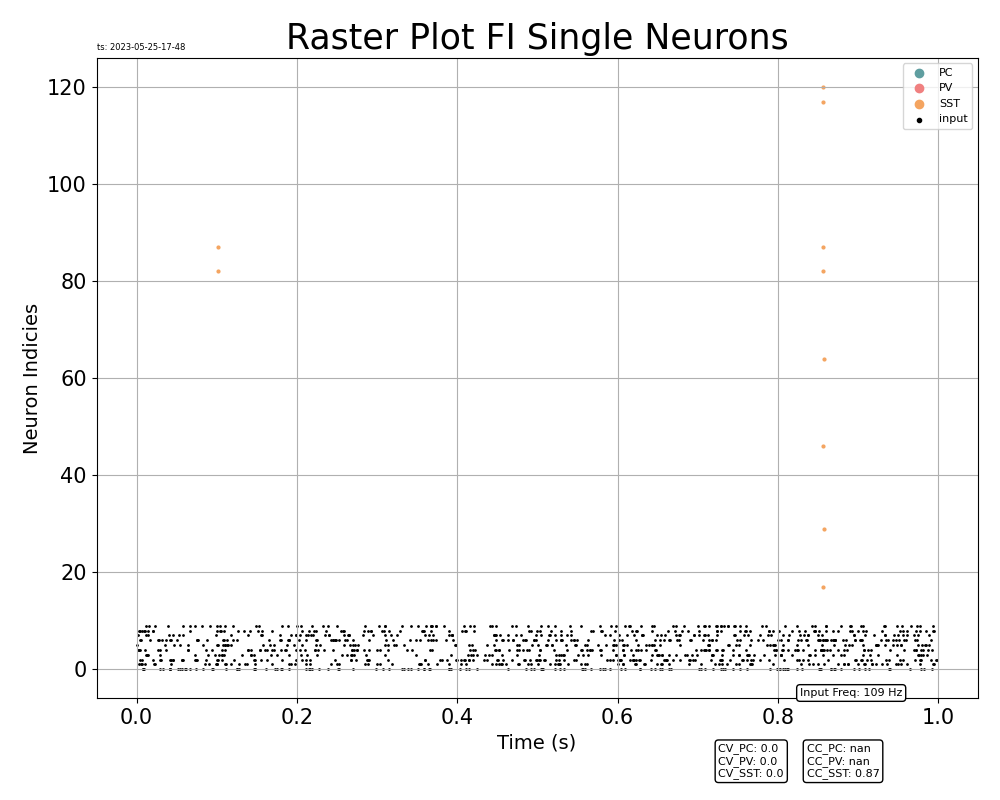 Raster Plot FI Single Neurons
ts: 2023-05-25-17-48
PC
PV
SST
input
120
100
80
60
40
20
0
Neuron Indicies
0.0 0.2 0.4 0.6 0.8 1.0
Time (s)
Input Freq: 109 Hz
CV_PC: 0.0
CV_PV: 0.0
CV_SST: 0.0
CC_PC: nan
CC_PV: nan
CC_SST: 0.87